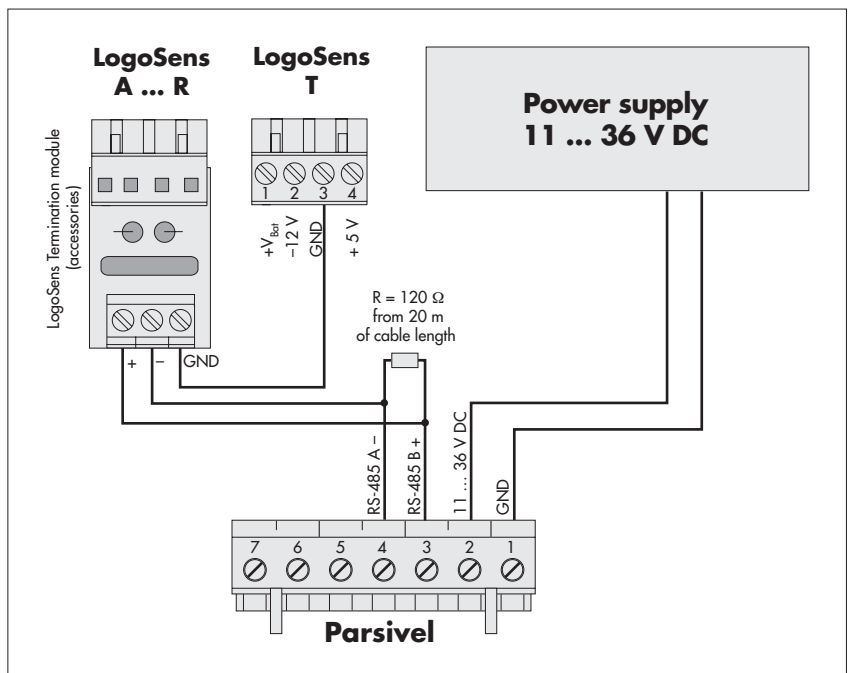 LogoSens
A ... R
LogoSens
T
Power supply
11 ... 36 V DC
LogoSens Termination module
(accessories)
1 2 3 4
+VBat
–12 V
GND
+ 5 V
R = 120 Ω
from 20 m
of cable length
+ – GND
RS-485 A –
RS-485 B +
11 ... 36 V DC
GND
7 6 5 4 3 2 1
Parsivel